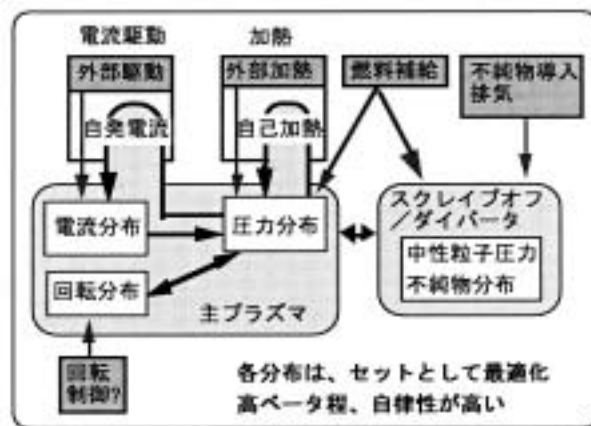 電流駆動
加熱
外部駆動
外部加熱
燃料補給
不純物導入
排気
自発電流
自己加熱
スクレイプオフ
/ダイバータ
電流分布
圧力分布
中性粒子圧力
不純物分布
回転分布
主プラズマ
回転
制御?
各分布は、セットとして最適化
高ベータ程、自律性が高い